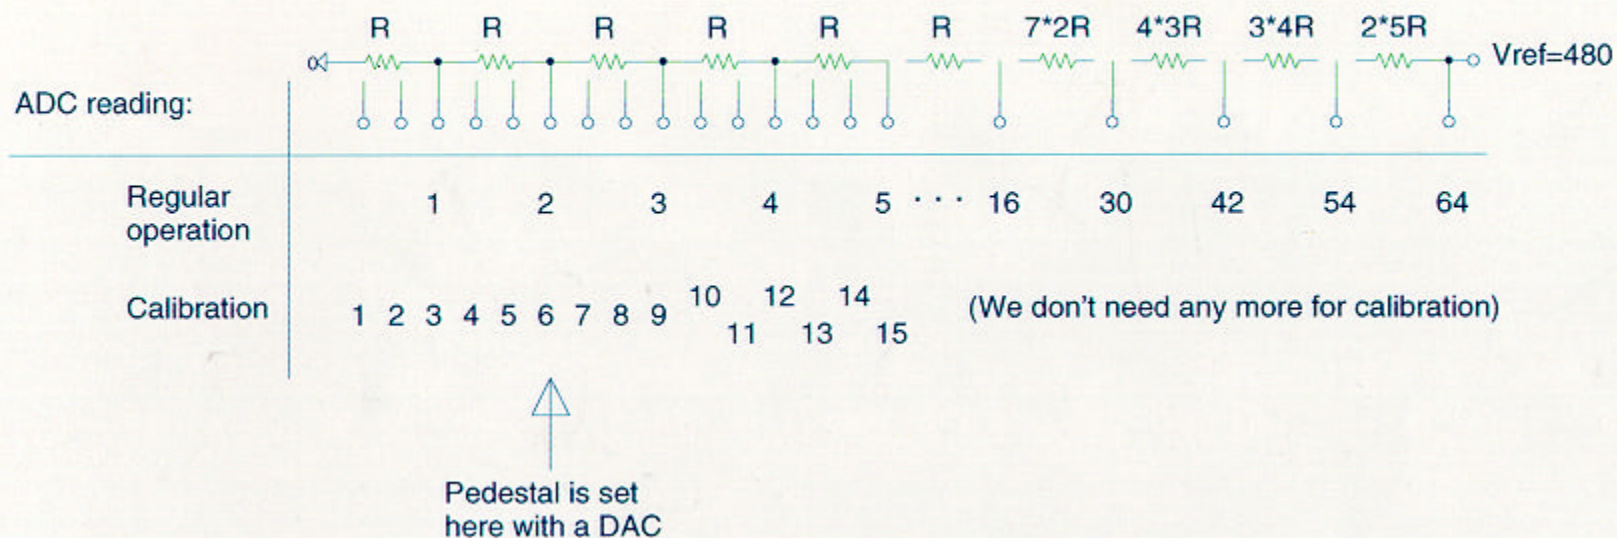 R R R R R R 7*2R 4*3R 3*4R 2*5R
Vref=480
ADC reading:
Regular
operation
1 2 3 4 5 · · · 16 30 42 54 64
Calibration
1 2 3 4 5 6 7 8 9 10 11 12 13 14 15
(We don't need any more for calibration)
Pedestal is set
here with a DAC